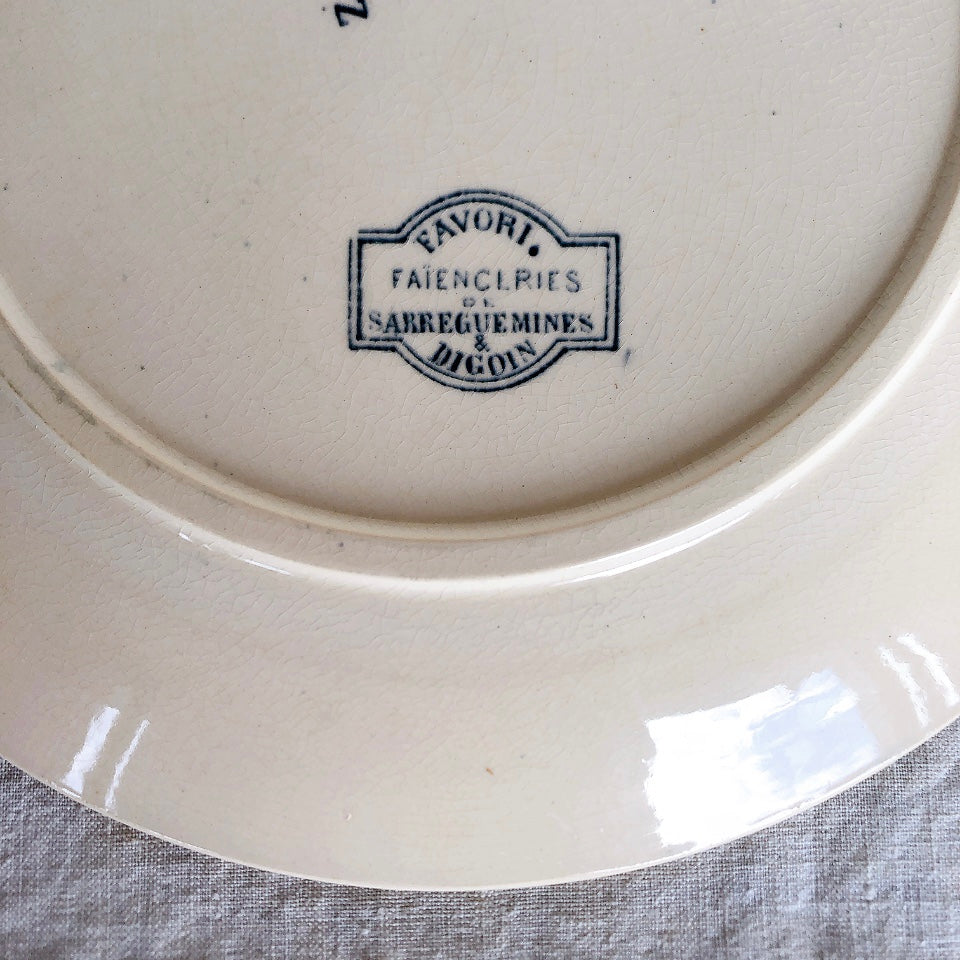 Z
FAVORI.
FAÏENCERIES
DE
SARREGUEMINES
&
DIGOIN